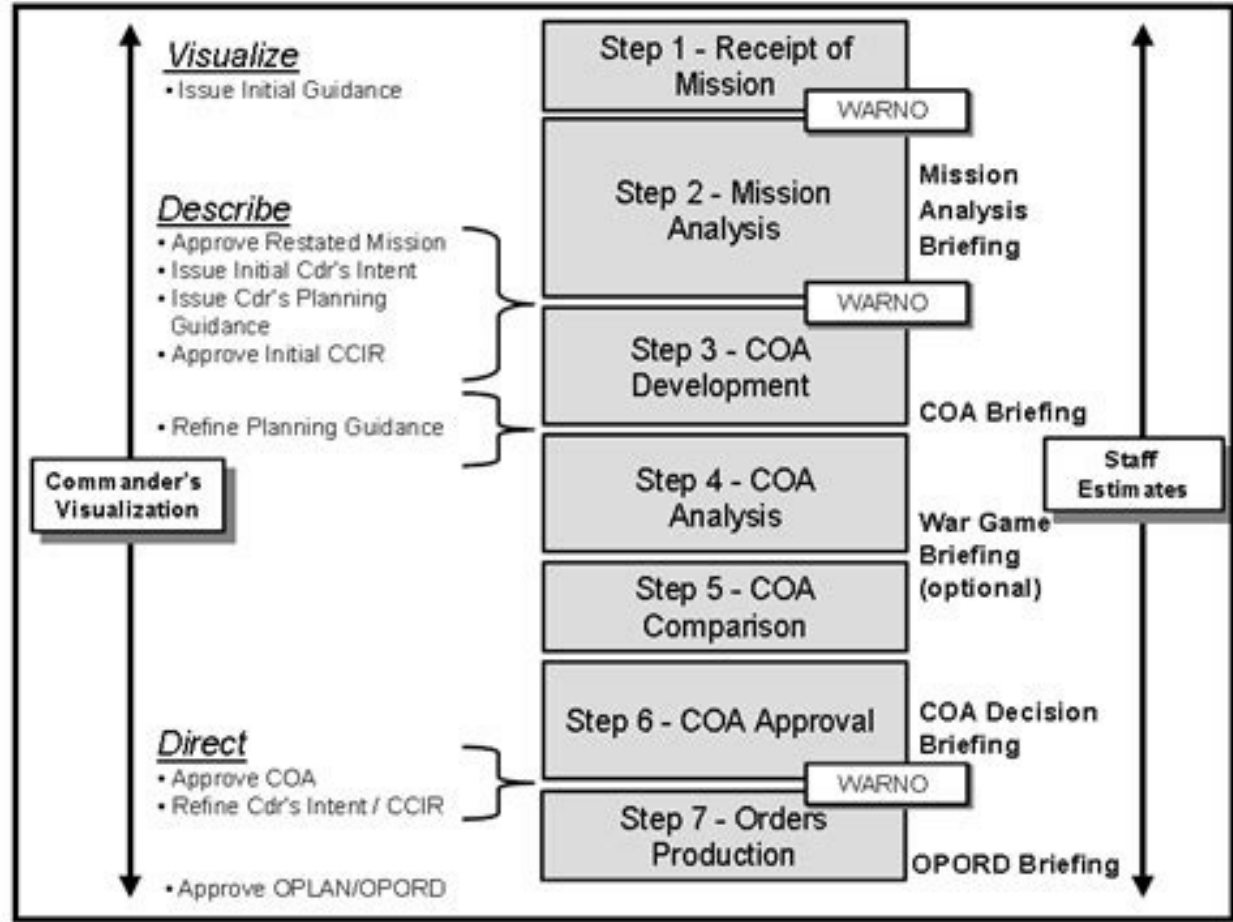 Visualize
• Issue Initial Guidance
Describe
• Approve Restated Mission
• Issue Initial Cdr's Intent
• Issue Cdr's Planning
Guidance
• Approve Initial CCIR
• Refine Planning Guidance
Commander's
Visualization
Direct
• Approve COA
• Refine Cdr's Intent / CCIR
• Approve OPLAN/OPORD
Step 1 - Receipt of
Mission
WARNO
Step 2 - Mission
Analysis
WARNO
Step 3 - COA
Development
Step 4 - COA
Analysis
Step 5 - COA
Comparison
Step 6 - COA Approval
WARNO
Step 7 - Orders
Production
Mission
Analysis
Briefing
COA Briefing
War Game
Briefing
(optional)
COA Decision
Briefing
OPORD Briefing
Staff
Estimates